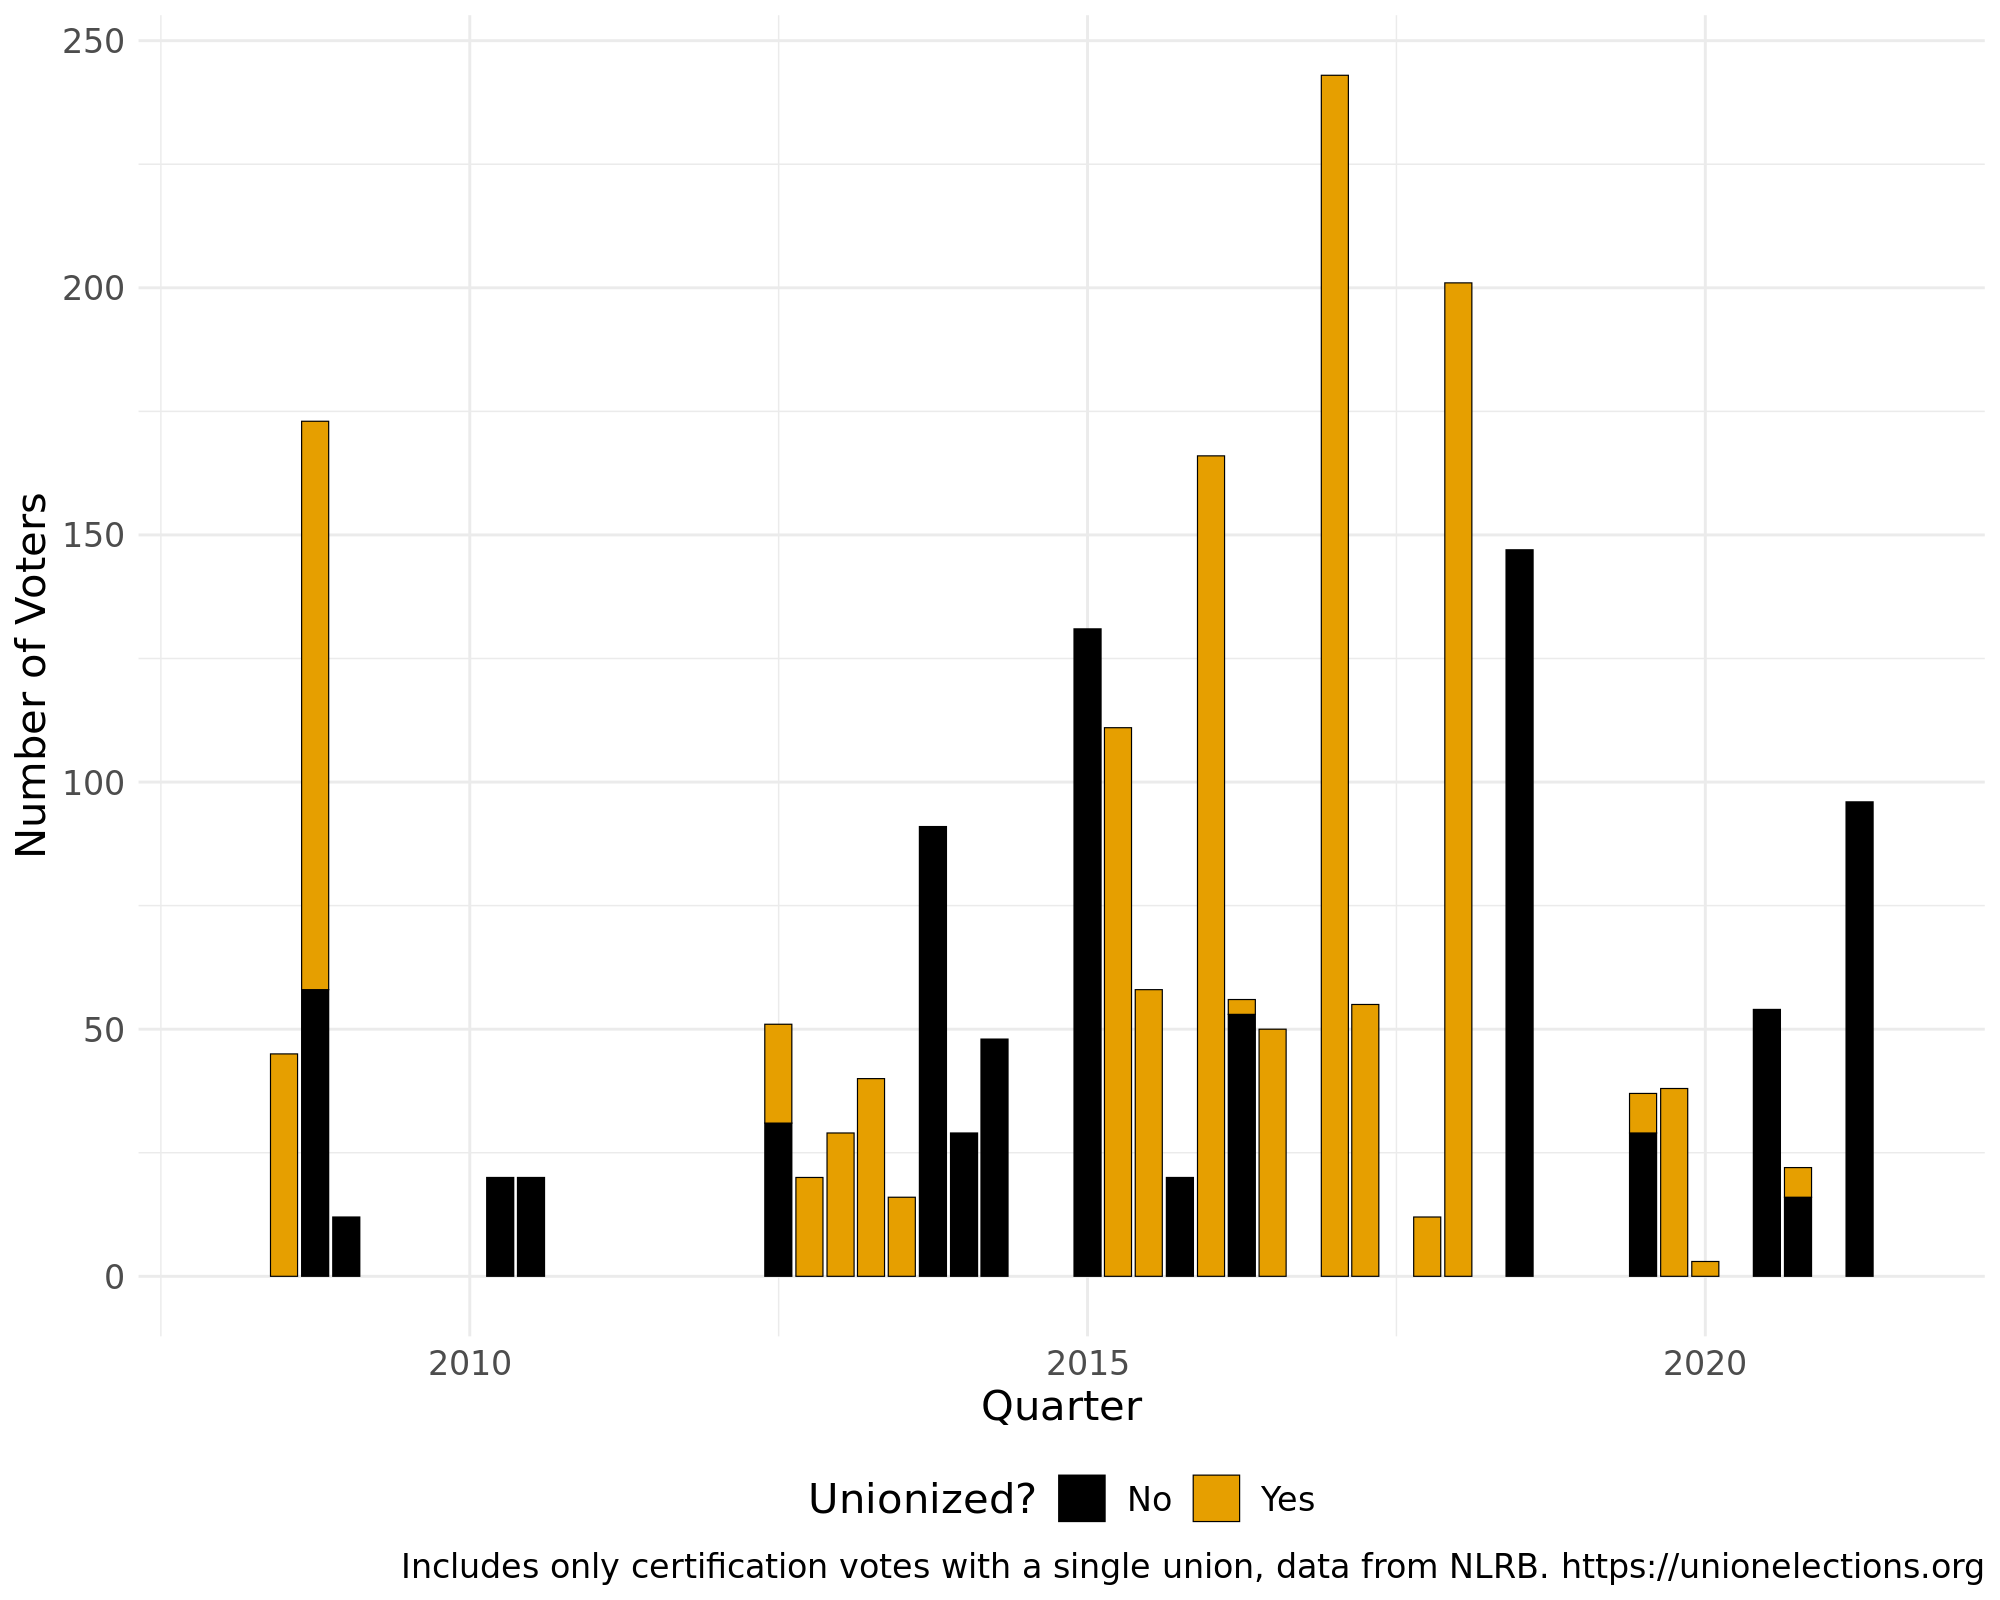 250
200
150
100
50
0
Number of Voters
2010 2015 2020
Quarter
Unionized? No Yes
Includes only certification votes with a single union, data from NLRB. https://unionelections.org